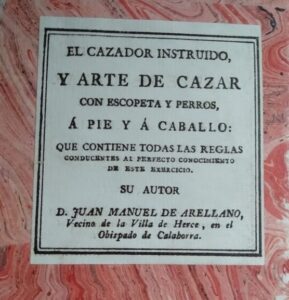 EL CAZADOR INSTRUIDO,
Y ARTE DE CAZAR
CON ESCOPETA Y PERROS,
Á PIE Y Á CABALLO:
QUE CONTIENE TODAS LAS REGLAS
CONDUCENTES AL PERFECTO CONOCIMIENTO
DE ESTE EXERCICIO.
SU AUTOR
D. JUAN MANUEL DE ARELLANO,
Vecino de la Villa de Herce, en el
Obispado de Calaborra.